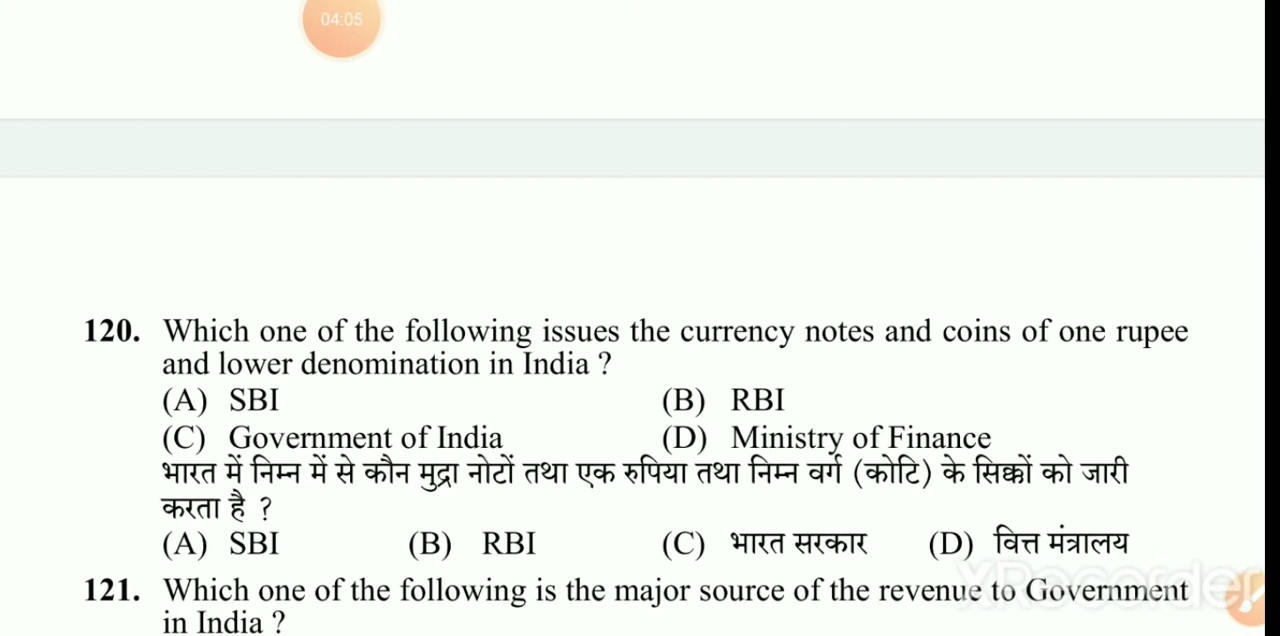 04:05
120. Which one of the following issues the currency notes and coins of one rupee
and lower denomination in India ?
(A) SBI (B) RBI
(C) Government of India (D) Ministry of Finance
भारत में निम्न में से कौन मुद्रा नोटों तथा एक रुपिया तथा निम्न वर्ग (कोटि) के सिक्कों को जारी
करता है ?
(A) SBI (B) RBI (C) भारत सरकार (D) वित्त मंत्रालय
121. Which one of the following is the major source of the revenue to Government
in India ?
XRecorder